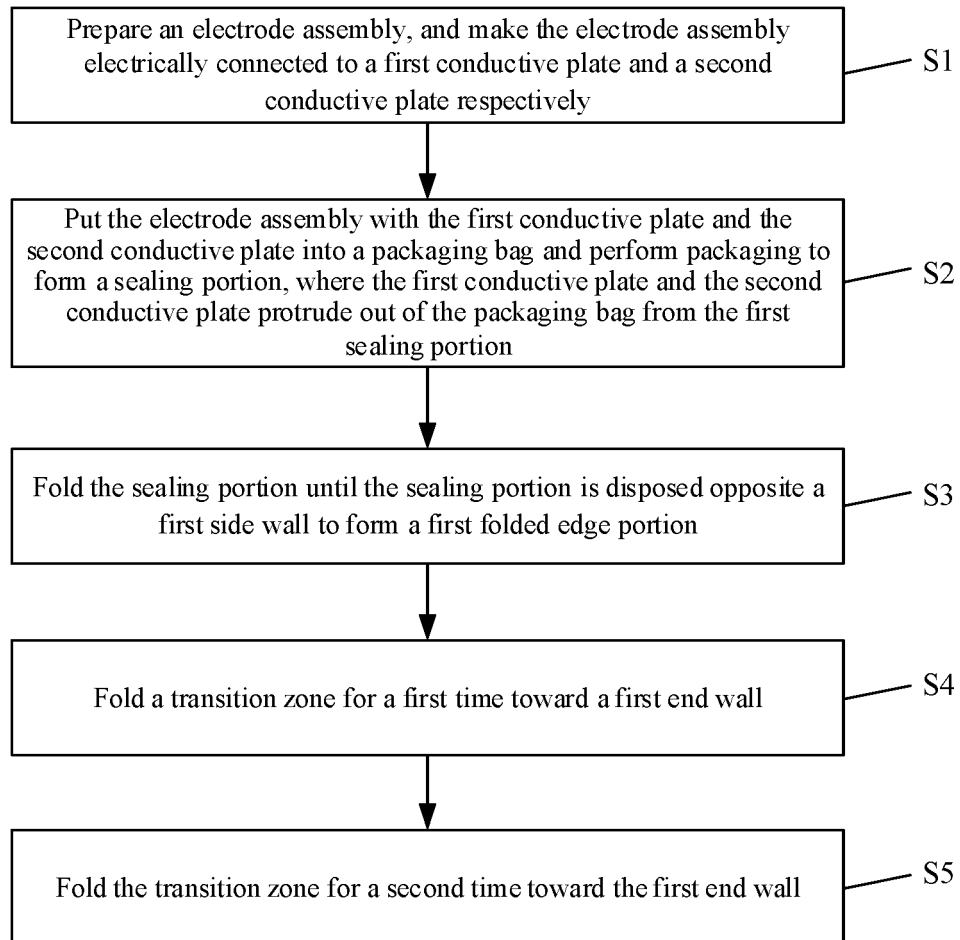 Prepare an electrode assembly, and make the electrode assembly
electrically connected to a first conductive plate and a second
conductive plate respectively
S1
Put the electrode assembly with the first conductive plate and the
second conductive plate into a packaging bag and perform packaging to
form a sealing portion, where the first conductive plate and the second
conductive plate protrude out of the packaging bag from the first
sealing portion
S2
Fold the sealing portion until the sealing portion is disposed opposite a
first side wall to form a first folded edge portion
S3
Fold a transition zone for a first time toward a first end wall
S4
Fold the transition zone for a second time toward the first end wall
S5